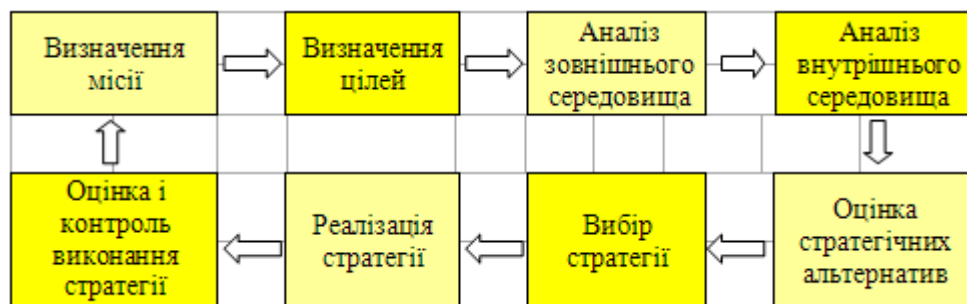 Визначення
місії
Визначення
цілей
Аналіз
зовнішнього
середовища
Аналіз
внутрішнього
середовища
Оцінка і
контроль
виконання
стратегії
Реалізація
стратегії
Вибір
стратегії
Оцінка
стратегічних
альтернатив